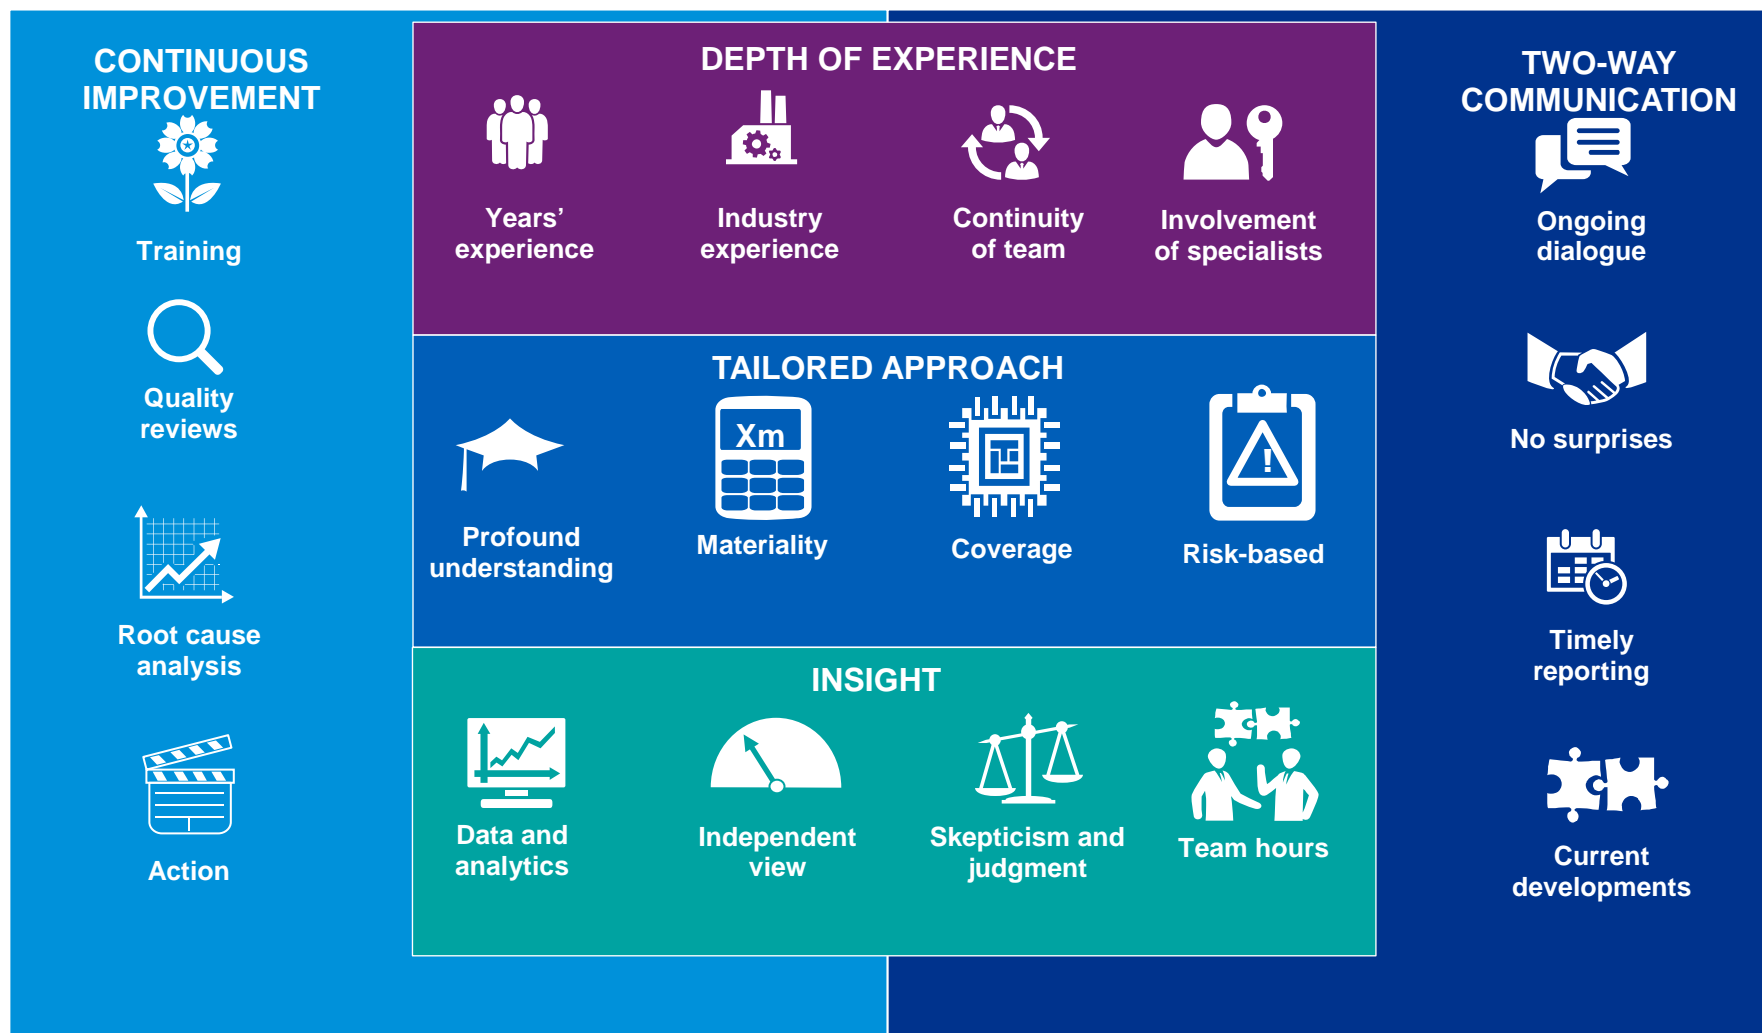 CONTINUOUS
IMPROVEMENT
Training
Quality
reviews
Root cause
analysis
Action
DEPTH OF EXPERIENCE
Years’
experience
Industry
experience
Continuity
of team
Involvement
of specialists
TAILORED APPROACH
Xm
Profound
understanding
Materiality
Coverage
!
Risk-based
INSIGHT
Data and
analytics
Independent
view
Skepticism and
judgment
Team hours
TWO-WAY
COMMUNICATION
Ongoing
dialogue
No surprises
Timely
reporting
Current
developments